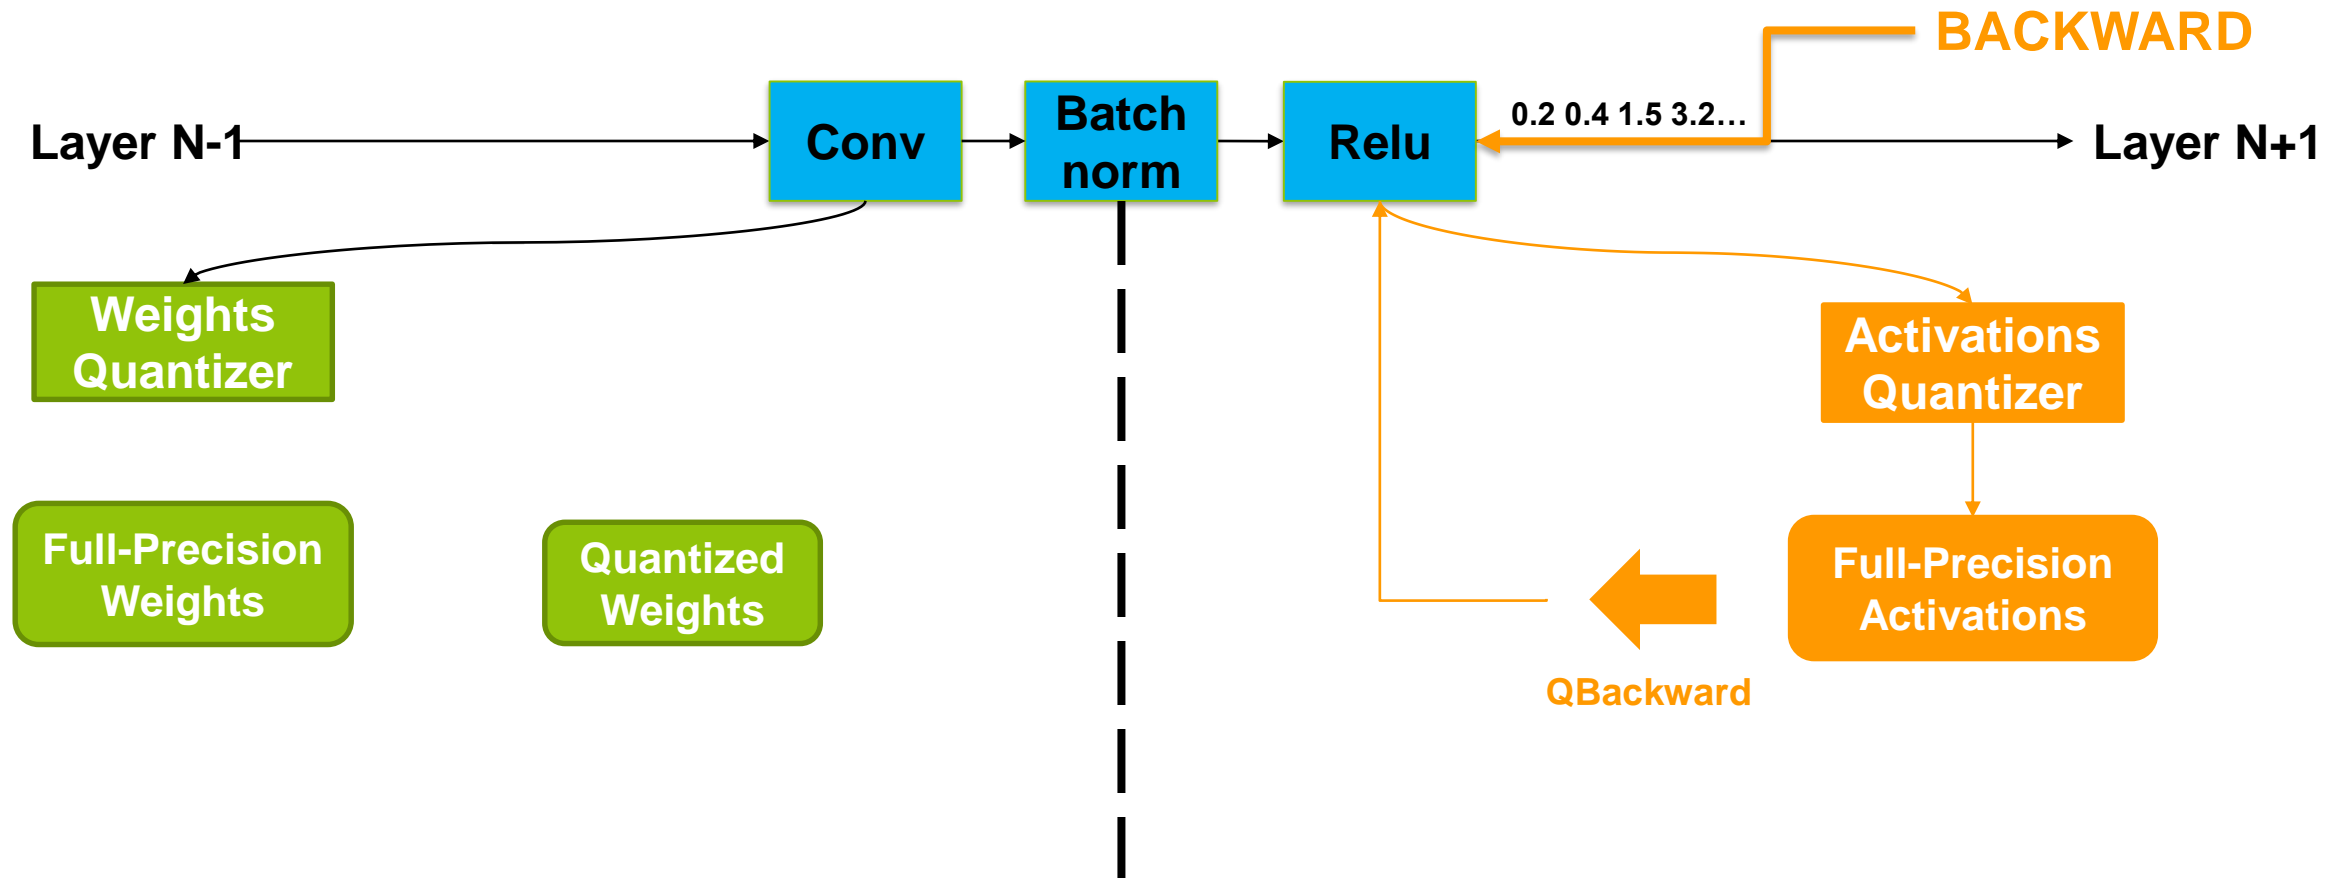 BACKWARD
Layer N-1
Conv
Batch
norm
Relu
0.2 0.4 1.5 3.2…
Layer N+1
Weights
Quantizer
Activations
Quantizer
Full-Precision
Weights
Quantized
Weights
Full-Precision
Activations
QBackward